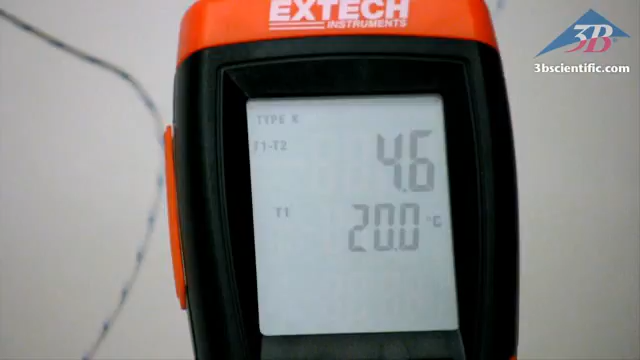 EXTECH
INSTRUMENTS
3B
3bscientific.com
TYPE K
T1-T2 4.6
T1 20.0 °C